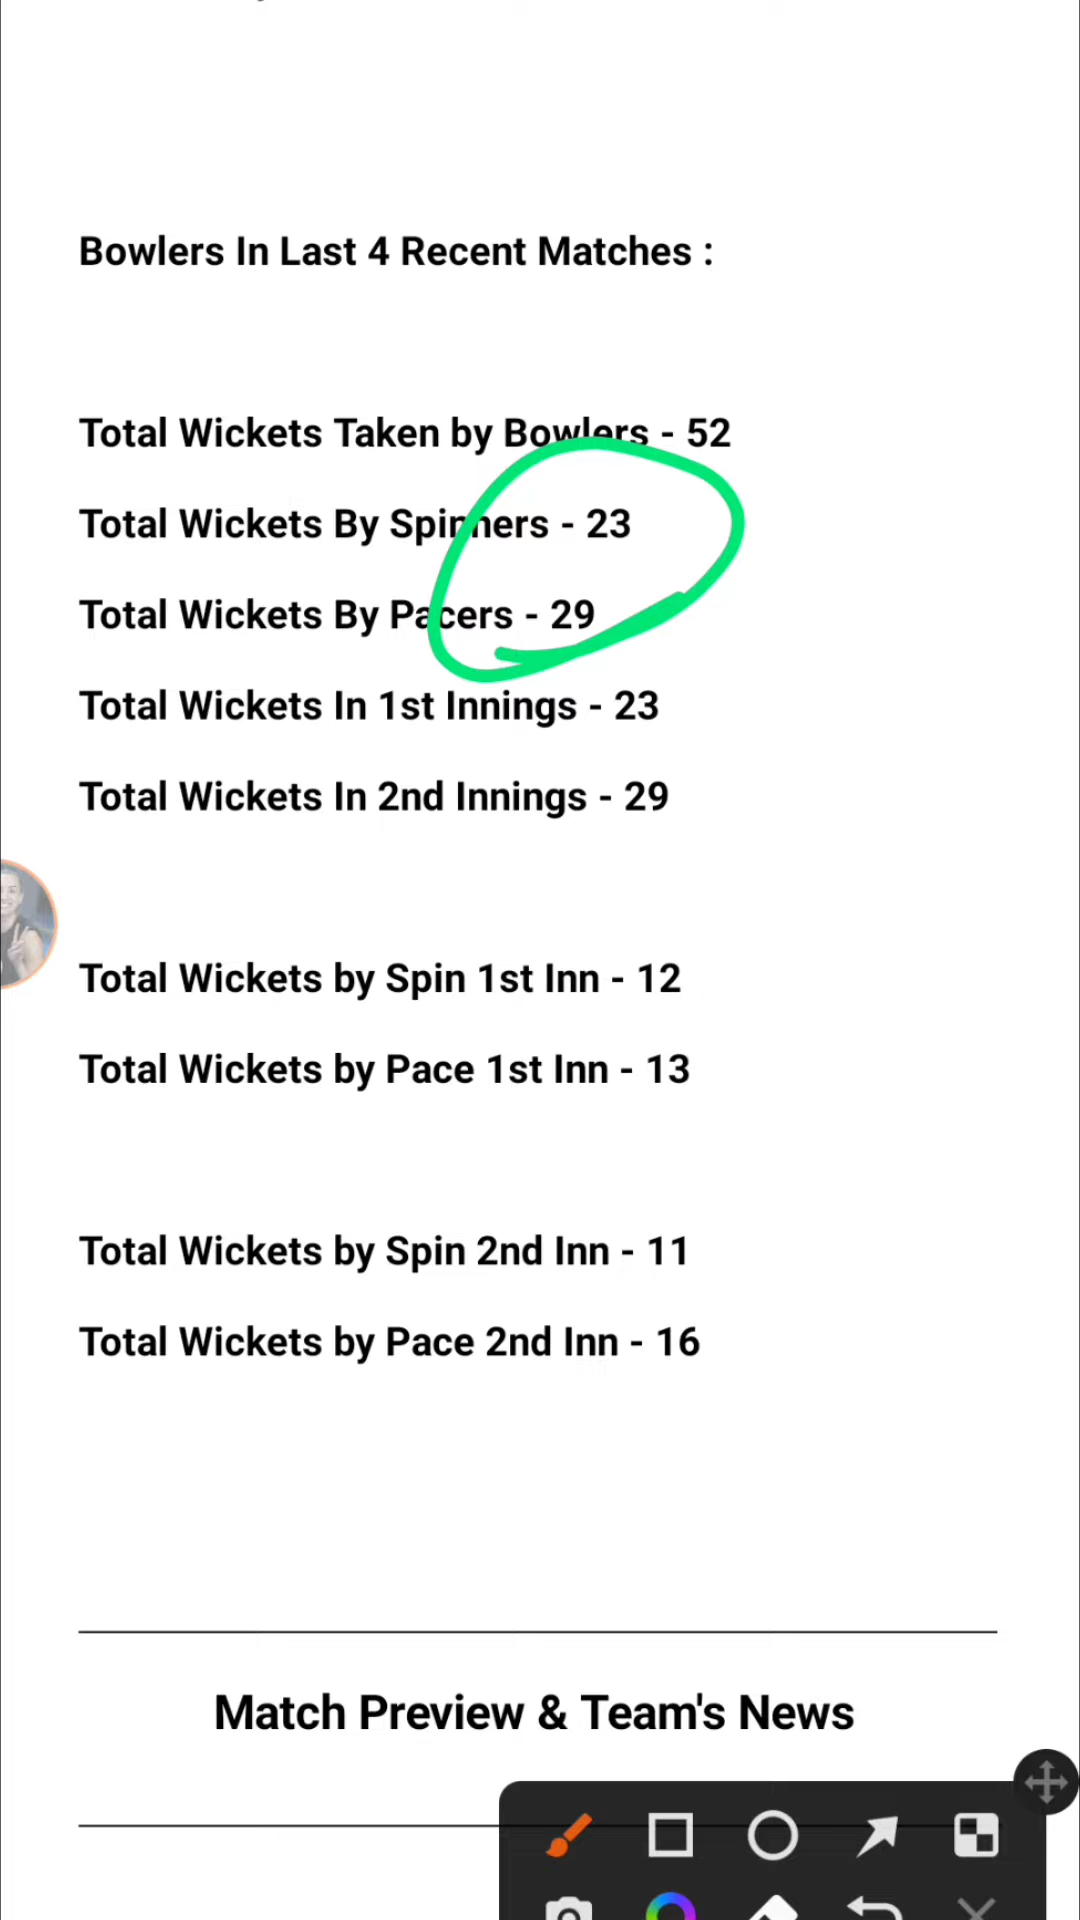 Bowlers In Last 4 Recent Matches :
Total Wickets Taken by Bowlers - 52
Total Wickets By Spinners - 23
Total Wickets By Pacers - 29
Total Wickets In 1st Innings - 23
Total Wickets In 2nd Innings - 29
Total Wickets by Spin 1st Inn - 12
Total Wickets by Pace 1st Inn - 13
Total Wickets by Spin 2nd Inn - 11
Total Wickets by Pace 2nd Inn - 16
Match Preview & Team's News